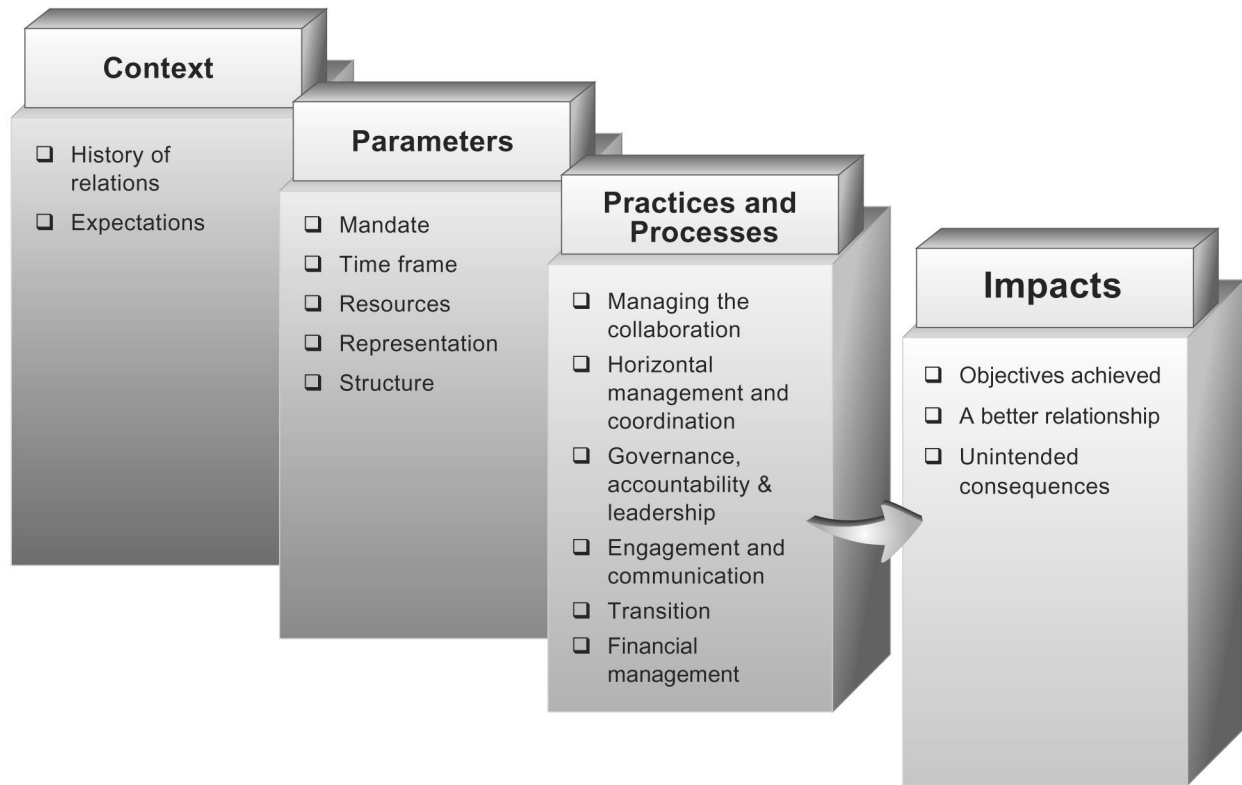 Context
❑ History of
relations
❑ Expectations
Parameters
❑ Mandate
❑ Time frame
❑ Resources
❑ Representation
❑ Structure
Practices and
Processes
❑ Managing the
collaboration
❑ Horizontal
management and
coordination
❑ Governance,
accountability &
leadership
❑ Engagement and
communication
❑ Transition
❑ Financial
management
Impacts
❑ Objectives achieved
❑ A better relationship
❑ Unintended
consequences